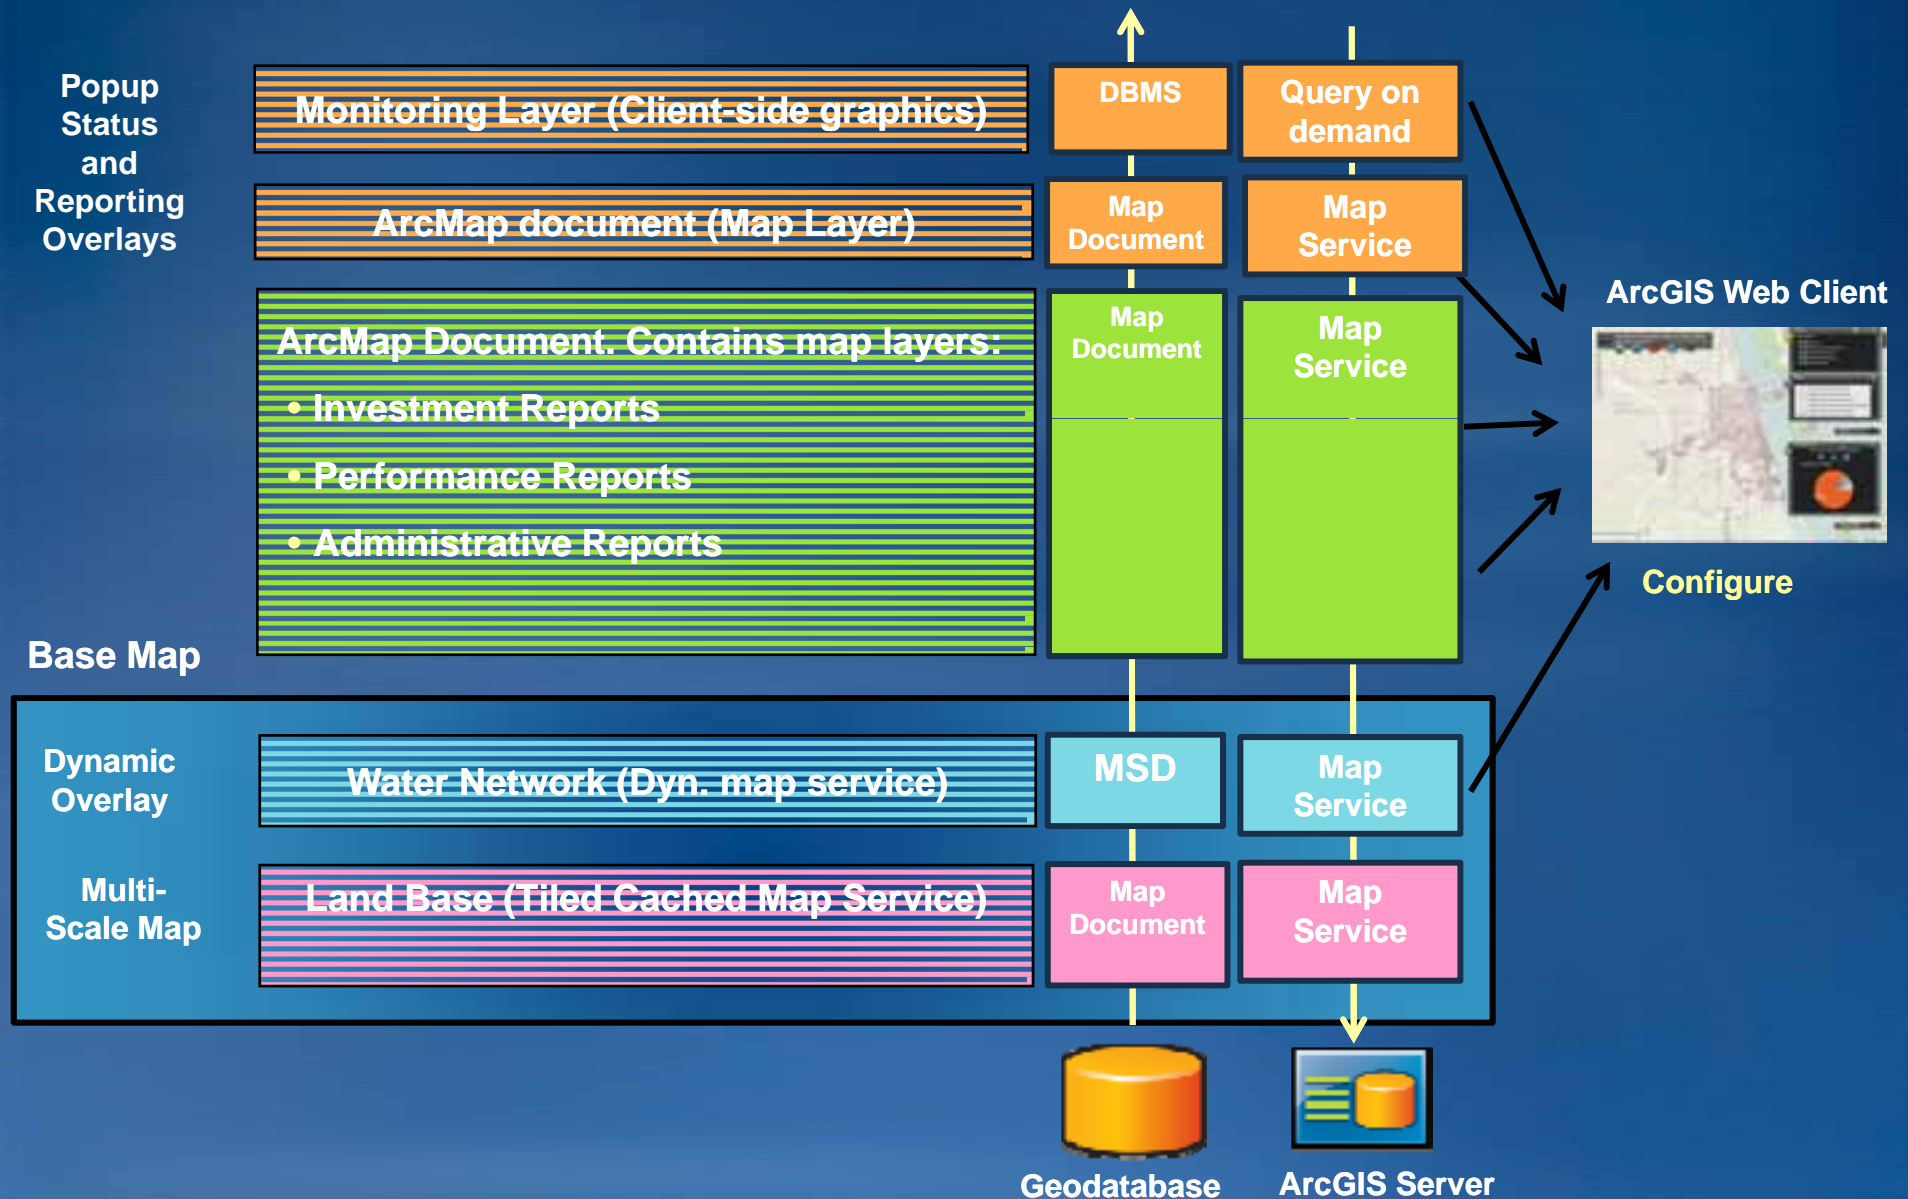 Popup
Status
and
Reporting
Overlays
Monitoring Layer (Client-side graphics)
DBMS
Query on
demand
ArcMap document (Map Layer)
Map
Document
Map
Service
ArcMap Document. Contains map layers:
• Investment Reports
• Performance Reports
• Administrative Reports
Map
Document
Map
Service
ArcGIS Web Client
Configure
Base Map
Dynamic
Overlay
Water Network (Dyn. map service)
MSD
Map
Service
Multi-
Scale Map
Land Base (Tiled Cached Map Service)
Map
Document
Map
Service
Geodatabase
ArcGIS Server